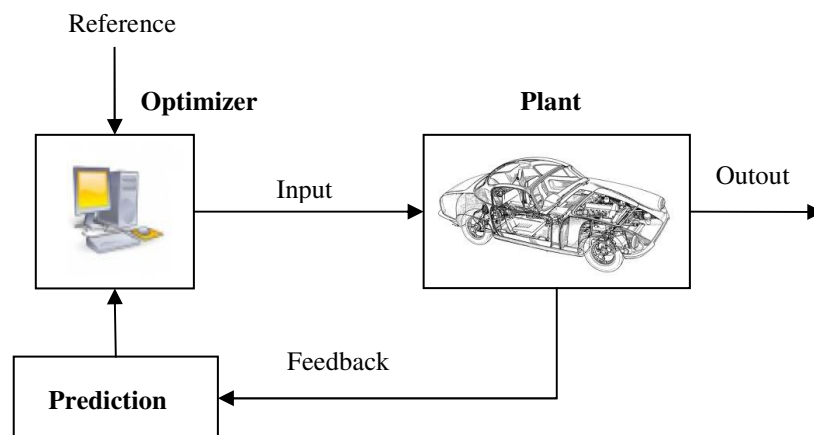 Reference
Optimizer
Plant
Input
Outout
Feedback
Prediction